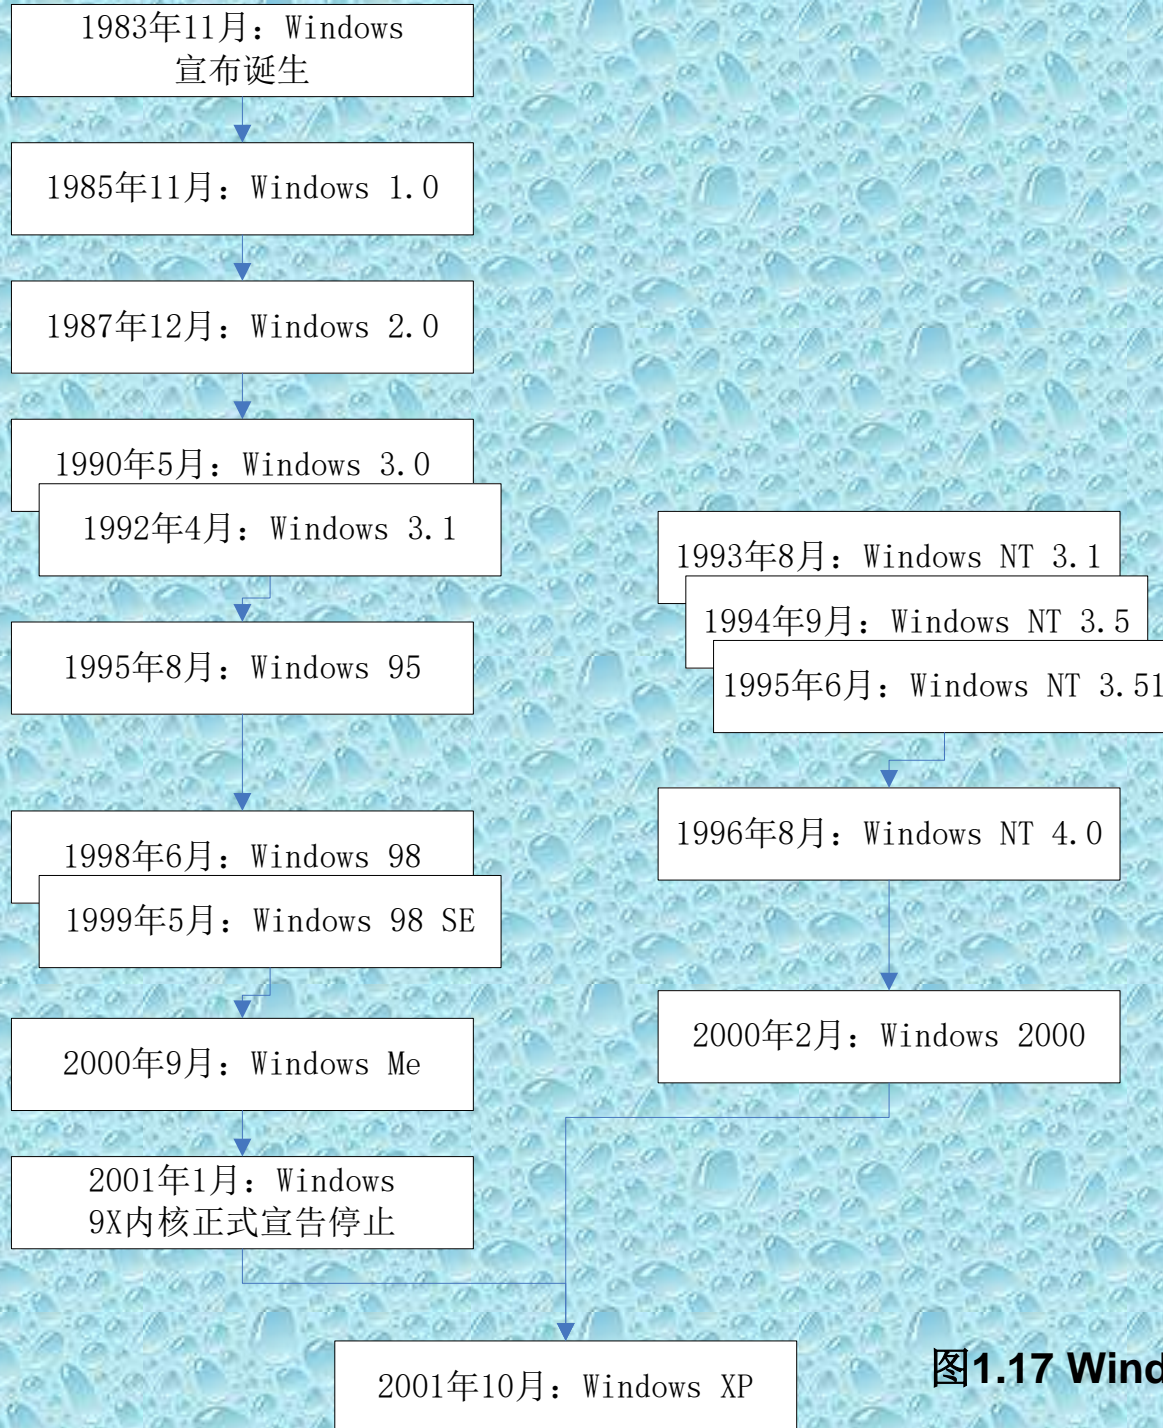 1983年11月：Windows
宣布诞生
1985年11月：Windows 1.0
1987年12月：Windows 2.0
1990年5月：Windows 3.0
1992年4月：Windows 3.1
1995年8月：Windows 95
1998年6月：Windows 98
1999年5月：Windows 98 SE
2000年9月：Windows Me
2001年1月：Windows
9X内核正式宣告停止
1993年8月：Windows NT 3.1
1994年9月：Windows NT 3.5
1995年6月：Windows NT 3.51
1996年8月：Windows NT 4.0
2000年2月：Windows 2000
2001年10月：Windows XP
图1.17 Wind